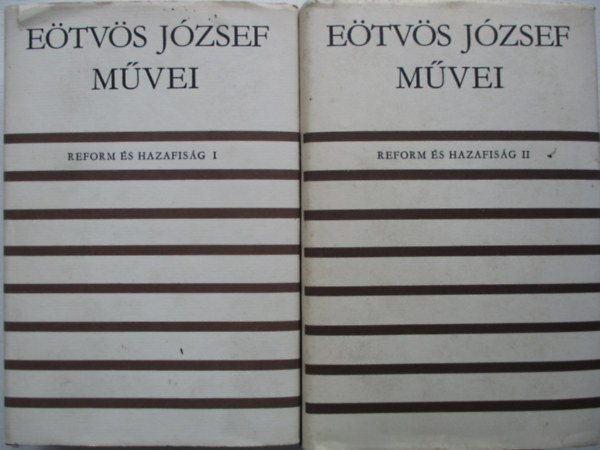 EÖTVÖS JÓZSEF
MŰVEI
REFORM ÉS HAZAFISÁG I
EÖTVÖS JÓZSEF
MŰVEI
REFORM ÉS HAZAFISÁG II